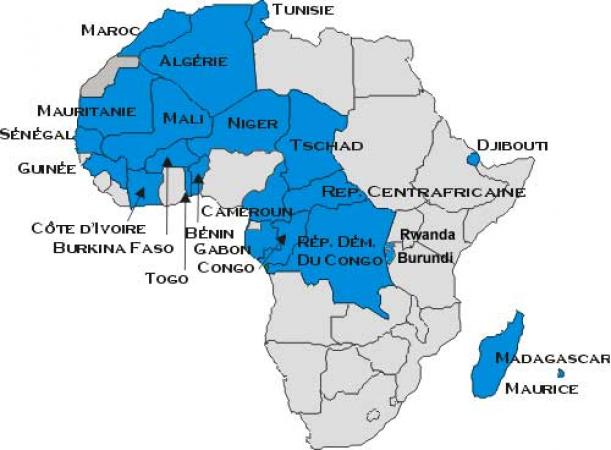 Tunisie
Maroc
Algérie
Mauritanie
Mali
Niger
Tschad
Sénégal
Djibouti
Guinée
Rep. Centrafricaine
Cameroun
Côte d'Ivoire
Bénin
Burkina Faso
Gabon
Congo
Togo
Rép. Dém.
Du Congo
Rwanda
Burundi
Madagascar
Maurice